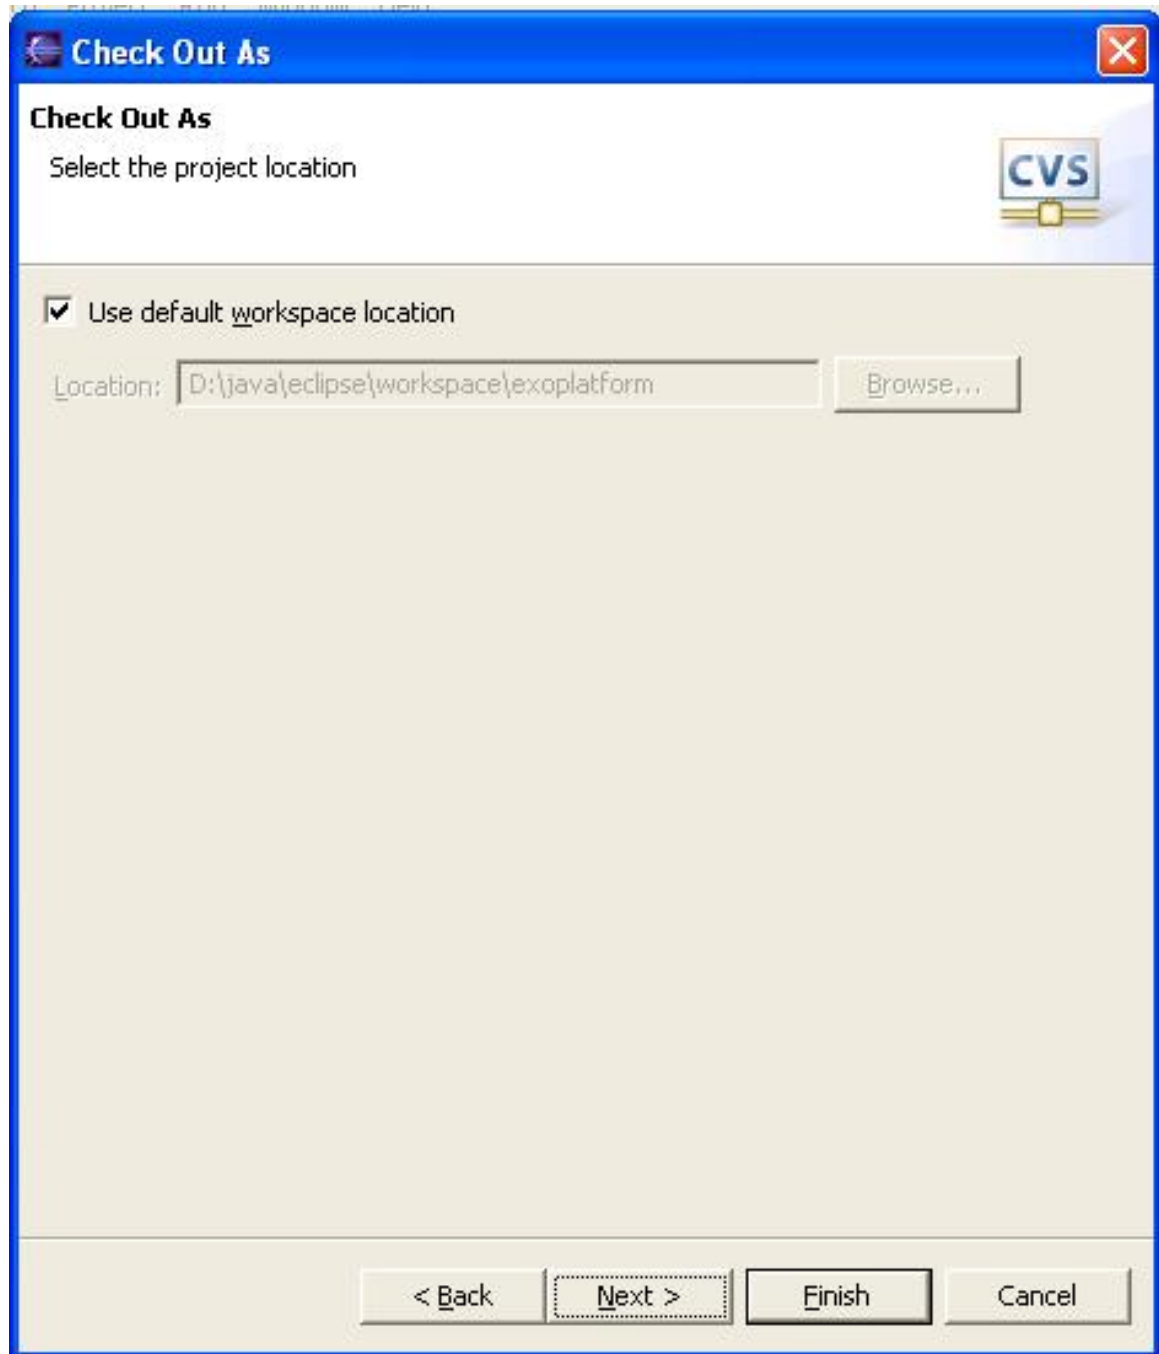 Check Out As
Check Out As
Select the project location
CVS
Use default workspace location
Location: D:\java\eclipse\workspace\exoplatform Browse...
< Back Next > Finish Cancel